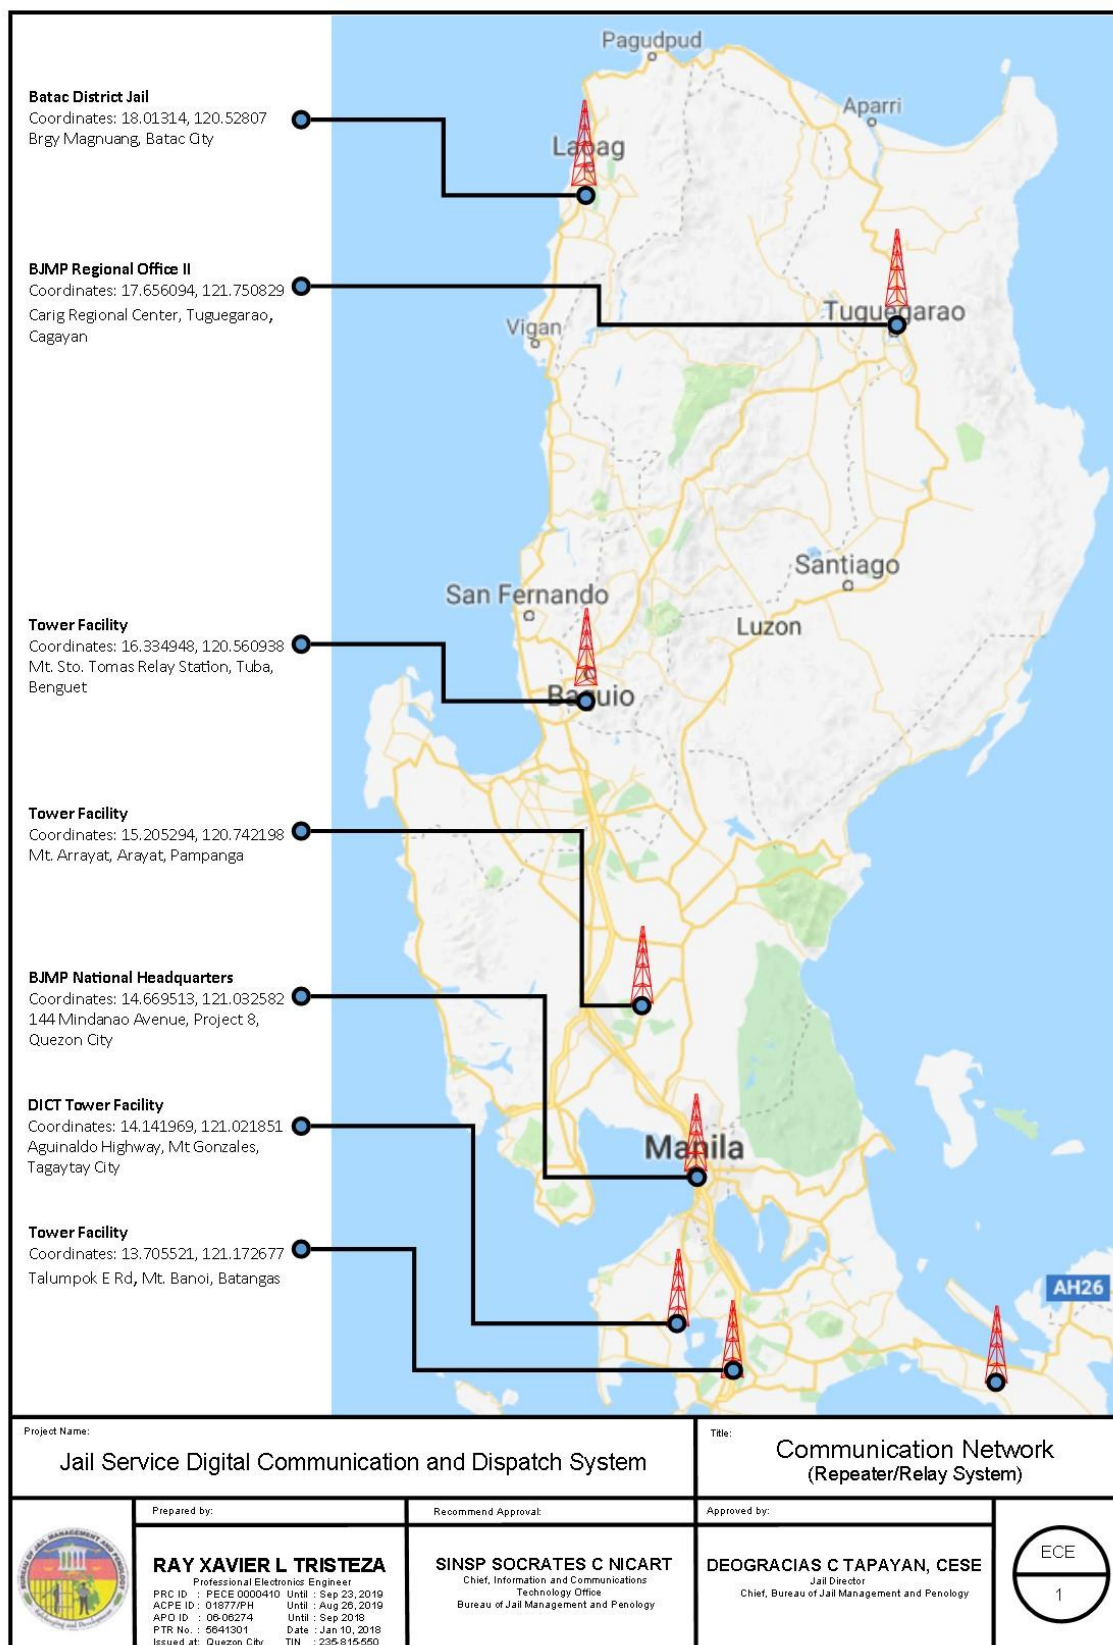 Batac District Jail
Coordinates: 18.01314, 120.52807
Brgy Magnuang, Batac City
BJMP Regional Office II
Coordinates: 17.656094, 121.750829
Carig Regional Center, Tuguegarao,
Cagayan
Tower Facility
Coordinates: 16.334948, 120.560938
Mt. Sto. Tomas Relay Station, Tuba,
Benguet
Tower Facility
Coordinates: 15.205294, 120.742198
Mt. Arrayat, Arayat, Pampanga
BJMP National Headquarters
Coordinates: 14.669513, 121.032582
144 Mindanao Avenue, Project 8,
Quezon City
DICT Tower Facility
Coordinates: 14.141969, 121.021851
Aguinaldo Highway, Mt Gonzales,
Tagaytay City
Tower Facility
Coordinates: 13.705521, 121.172677
Talumpok E Rd, Mt. Banoi, Batangas
Pagudpud
Aparri
Laoag
Tuguegarao
Vigan
Santiago
San Fernando
Luzon
Baguio
Manila
AH26
Project Name:
Jail Service Digital Communication and Dispatch System
Title:
Communication Network
(Repeater/Relay System)
Prepared by:
RAY XAVIER L TRISTEZA
Professional Electronics Engineer
PRC ID : PECE 0000410 Until : Sep 23, 2019
ACPE ID : 01877/PH Until : Aug 26, 2019
APO ID : 06-06274 Until : Sep 2018
PTR No. : 5641301 Date : Jan 10, 2018
Issued at: Quezon City TIN : 235-815-550
Recommend Approval:
SINSP SOCRATES C NICART
Chief, Information and Communications
Technology Office
Bureau of Jail Management and Penology
Approved by:
DEOGRACIAS C TAPAYAN, CESE
Jail Director
Chief, Bureau of Jail Management and Penology
ECE
1
BUREAU OF JAIL MANAGEMENT AND PENOLOGY